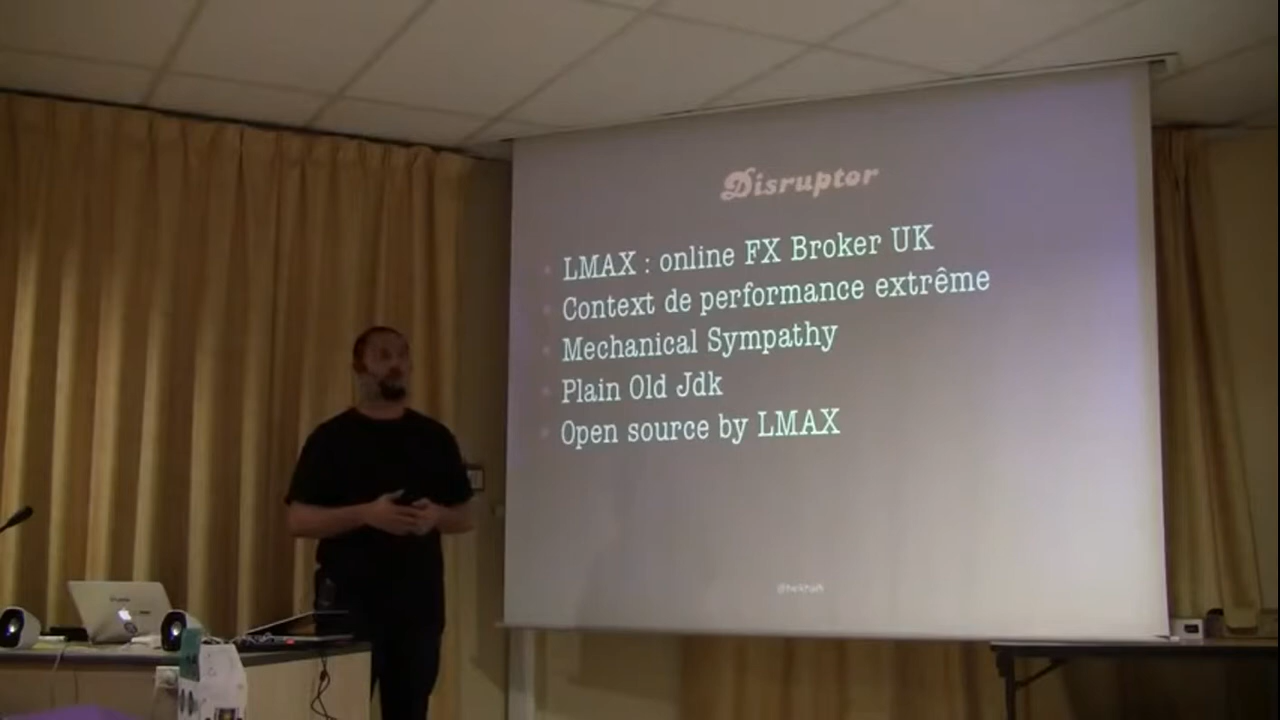 Disruptor
LMAX : online FX Broker UK
Context de performance extrême
Mechanical Sympathy
Plain Old Jdk
Open source by LMAX